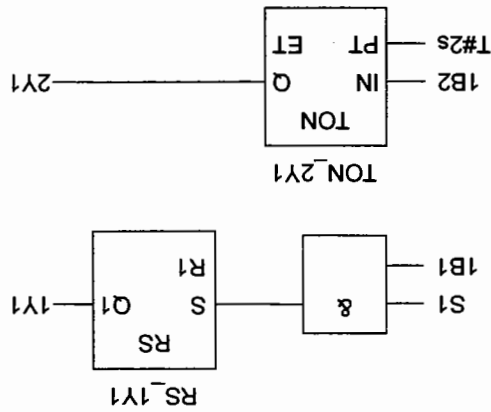 RS_1Y1
RS
S1 & S Q1 1Y1
1B1 R1
TON_2Y1
TON
1B2 IN Q 2Y1
T#2s PT ET